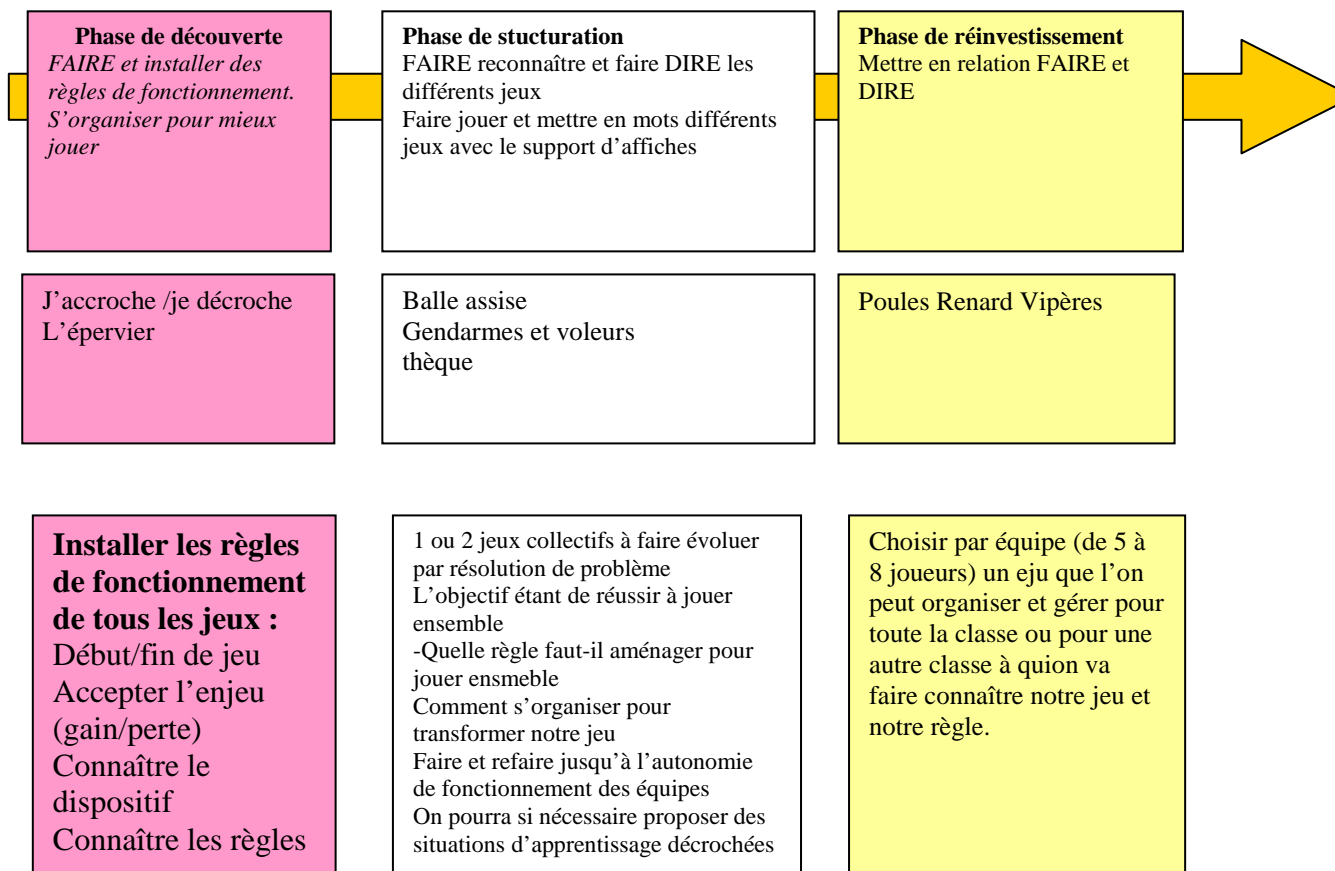 Phase de découverte
FAIRE et installer des
règles de fonctionnement.
S'organiser pour mieux
jouer
Phase de stucturation
FAIRE reconnaître et faire DIRE les
différents jeux
Faire jouer et mettre en mots différents
jeux avec le support d'affiches
Phase de réinvestissement
Mettre en relation FAIRE et
DIRE
J'accroche /je décroche
L'épervier
Balle assise
Gendarmes et voleurs
thèque
Poules Renard Vipères
Installer les règles
de fonctionnement
de tous les jeux :
Début/fin de jeu
Accepter l'enjeu
(gain/perte)
Connaître le
dispositif
Connaître les règles
1 ou 2 jeux collectifs à faire évoluer
par résolution de problème
L'objectif étant de réussir à jouer
ensemble
-Quelle règle faut-il aménager pour
jouer ensmeble
Comment s'organiser pour
transformer notre jeu
Faire et refaire jusqu'à l'autonomie
de fonctionnement des équipes
On pourra si nécessaire proposer des
situations d'apprentissage décrochées
Choisir par équipe (de 5 à
8 joueurs) un eju que l'on
peut organiser et gérer pour
toute la classe ou pour une
autre classe à quion va
faire connaître notre jeu et
notre règle.